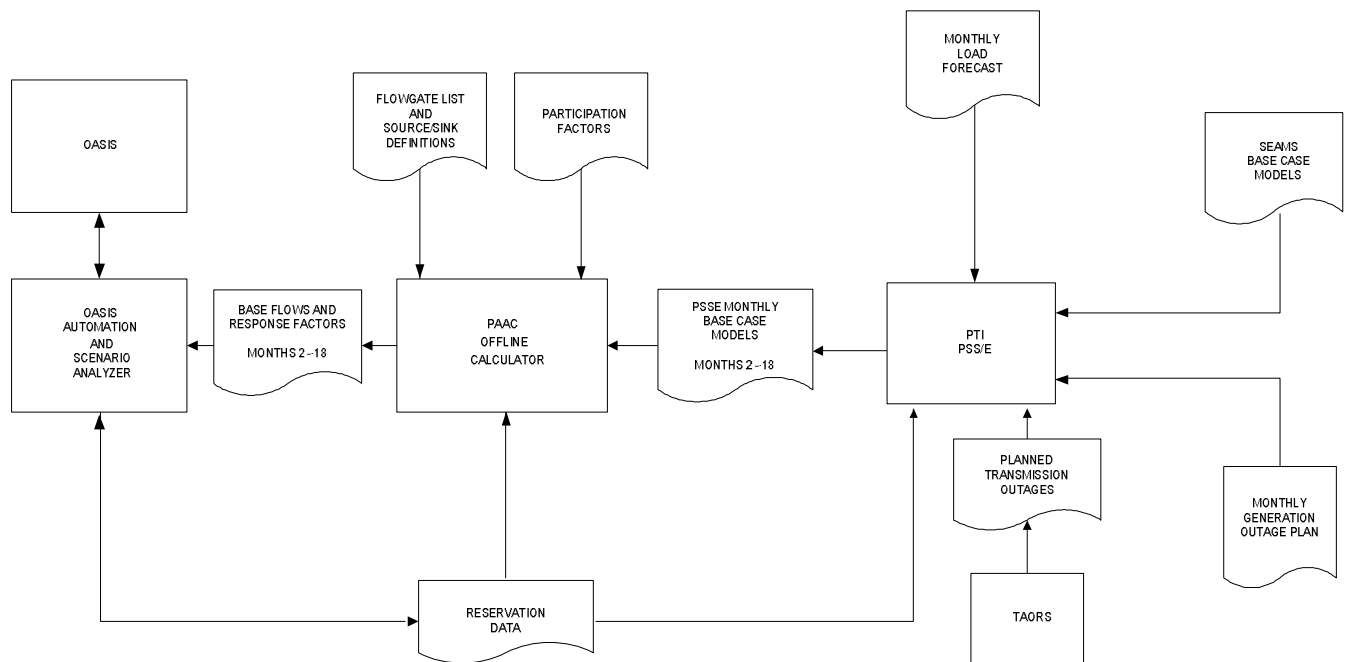 MONTHLY
LOAD
FORECAST
FLOWGATE LIST
AND
SOURCE/SINK
DEFINITIONS
PARTICIPATION
FACTORS
OASIS
SEAMS
BASE CASE
MODELS
OASIS
AUTOMATION
AND
SCENARIO
ANALYZER
BASE FLOWS AND
RESPONSE FACTORS
MONTHS 2--18
PAAC
OFFLINE
CALCULATOR
PSSE MONTHLY
BASE CASE
MODELS
MONTHS 2--18
PTI
PSS/E
PLANNED
TRANSMISSION
OUTAGES
MONTHLY
GENERATION
OUTAGE PLAN
RESERVATION
DATA
TAORS